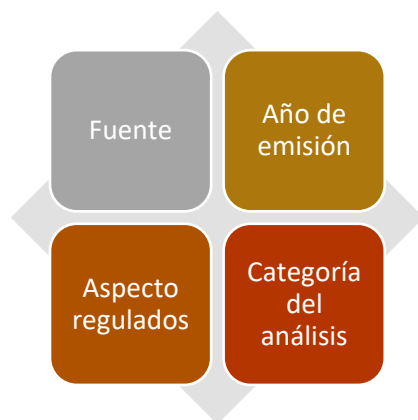 Fuente
Año de
emisión
Aspecto
regulados
Categoría
del
análisis